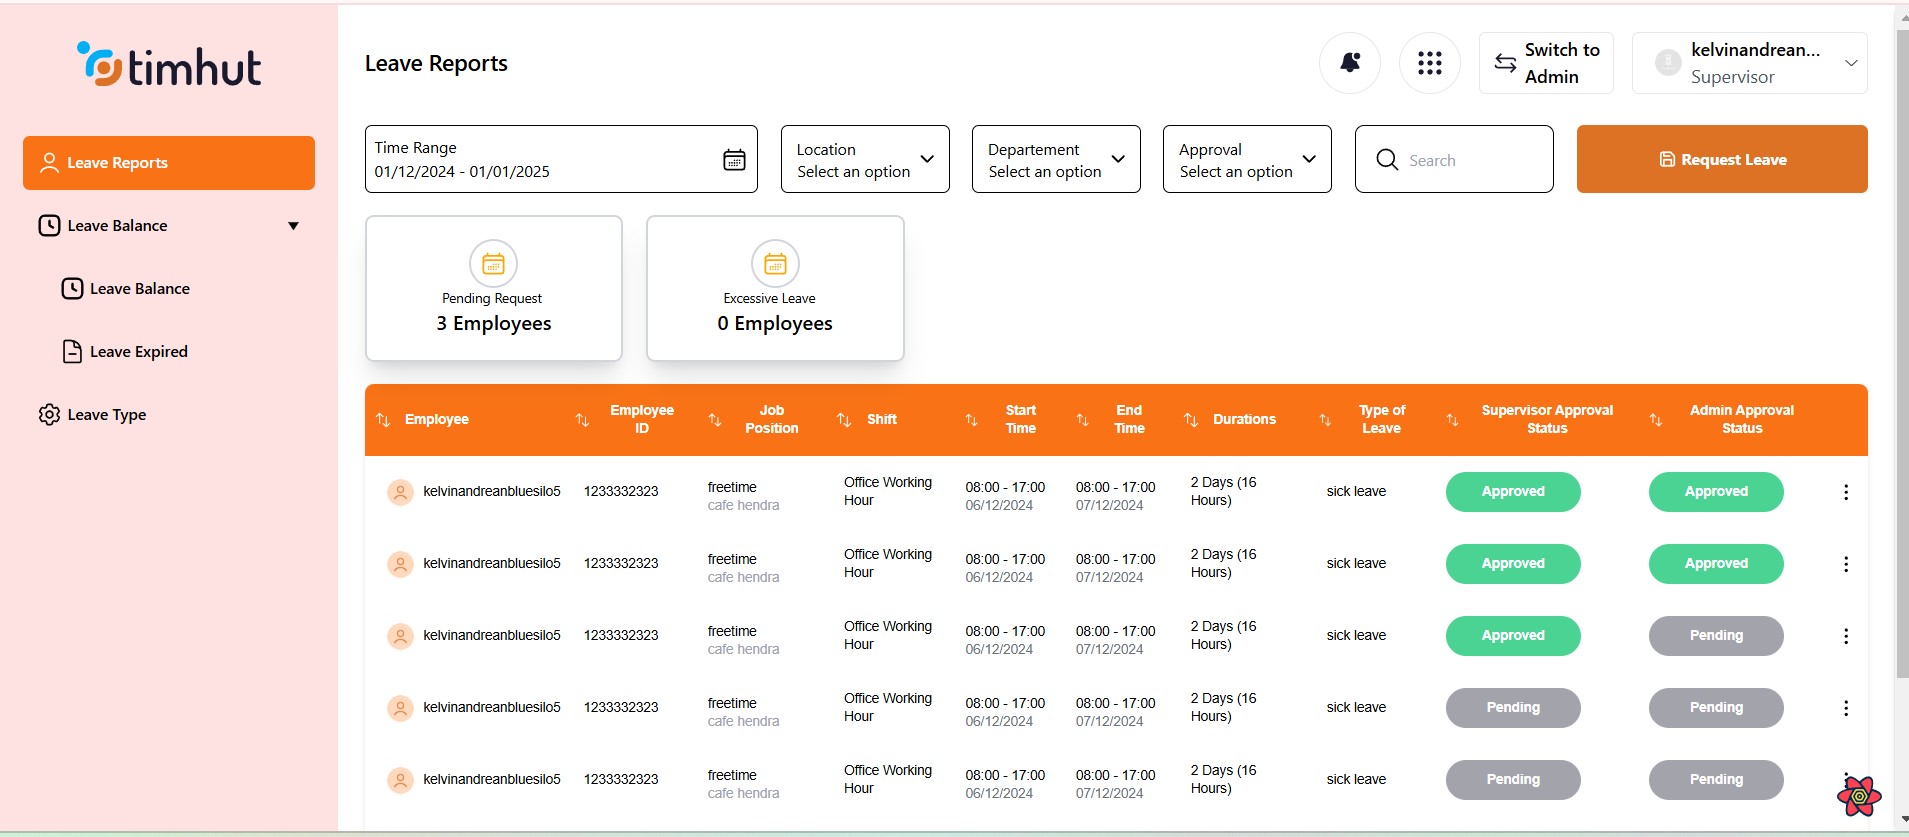 timhut
Leave Reports
Leave Balance
Leave Balance
Leave Expired
Leave Type
Leave Reports
Switch to
Admin
kelvinandrean...
Supervisor
Time Range
01/12/2024 - 01/01/2025
Location
Select an option
Departement
Select an option
Approval
Select an option
Search
Request Leave
Pending Request
3 Employees
Excessive Leave
0 Employees
Employee
Employee
ID
Job
Position
Shift
Start
Time
End
Time
Durations
Type of
Leave
Supervisor Approval
Status
Admin Approval
Status
kelvinandreanbluesilo5
1233332323
freetime
cafe hendra
Office Working
Hour
08:00 - 17:00
06/12/2024
08:00 - 17:00
07/12/2024
2 Days (16
Hours)
sick leave
Approved
Approved
kelvinandreanbluesilo5
1233332323
freetime
cafe hendra
Office Working
Hour
08:00 - 17:00
06/12/2024
08:00 - 17:00
07/12/2024
2 Days (16
Hours)
sick leave
Approved
Approved
kelvinandreanbluesilo5
1233332323
freetime
cafe hendra
Office Working
Hour
08:00 - 17:00
06/12/2024
08:00 - 17:00
07/12/2024
2 Days (16
Hours)
sick leave
Approved
Pending
kelvinandreanbluesilo5
1233332323
freetime
cafe hendra
Office Working
Hour
08:00 - 17:00
06/12/2024
08:00 - 17:00
07/12/2024
2 Days (16
Hours)
sick leave
Pending
Pending
kelvinandreanbluesilo5
1233332323
freetime
cafe hendra
Office Working
Hour
08:00 - 17:00
06/12/2024
08:00 - 17:00
07/12/2024
2 Days (16
Hours)
sick leave
Pending
Pending